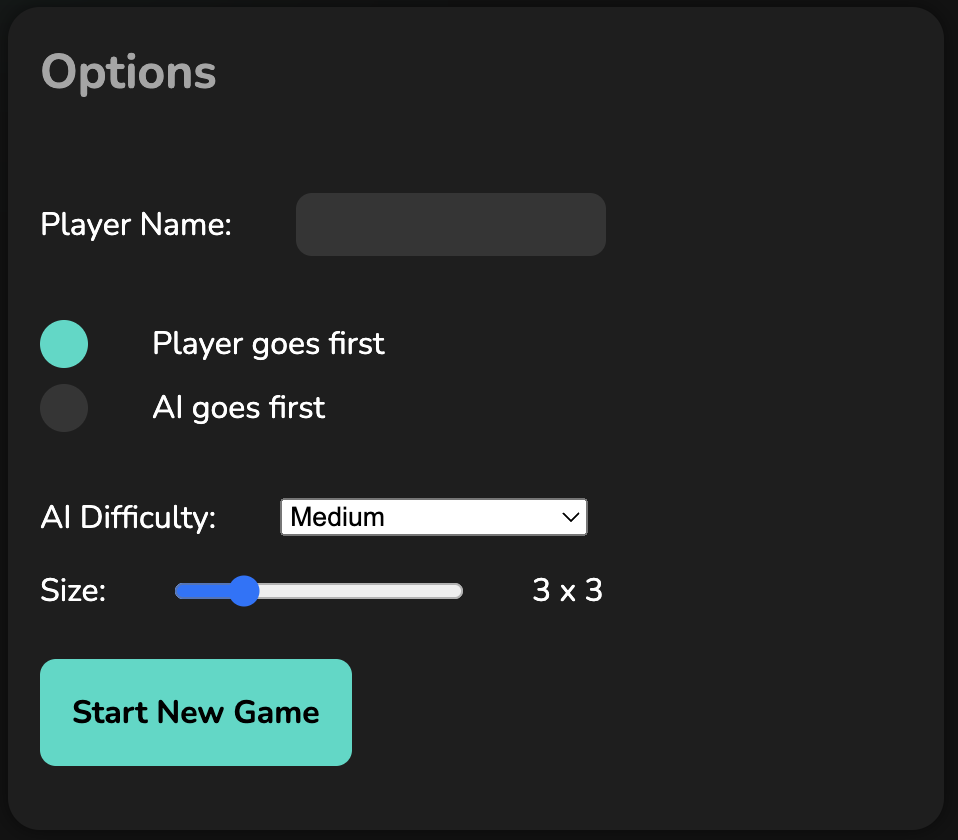 Options
Player Name:
Player goes first
AI goes first
AI Difficulty: Medium
Size: 3 x 3
Start New Game